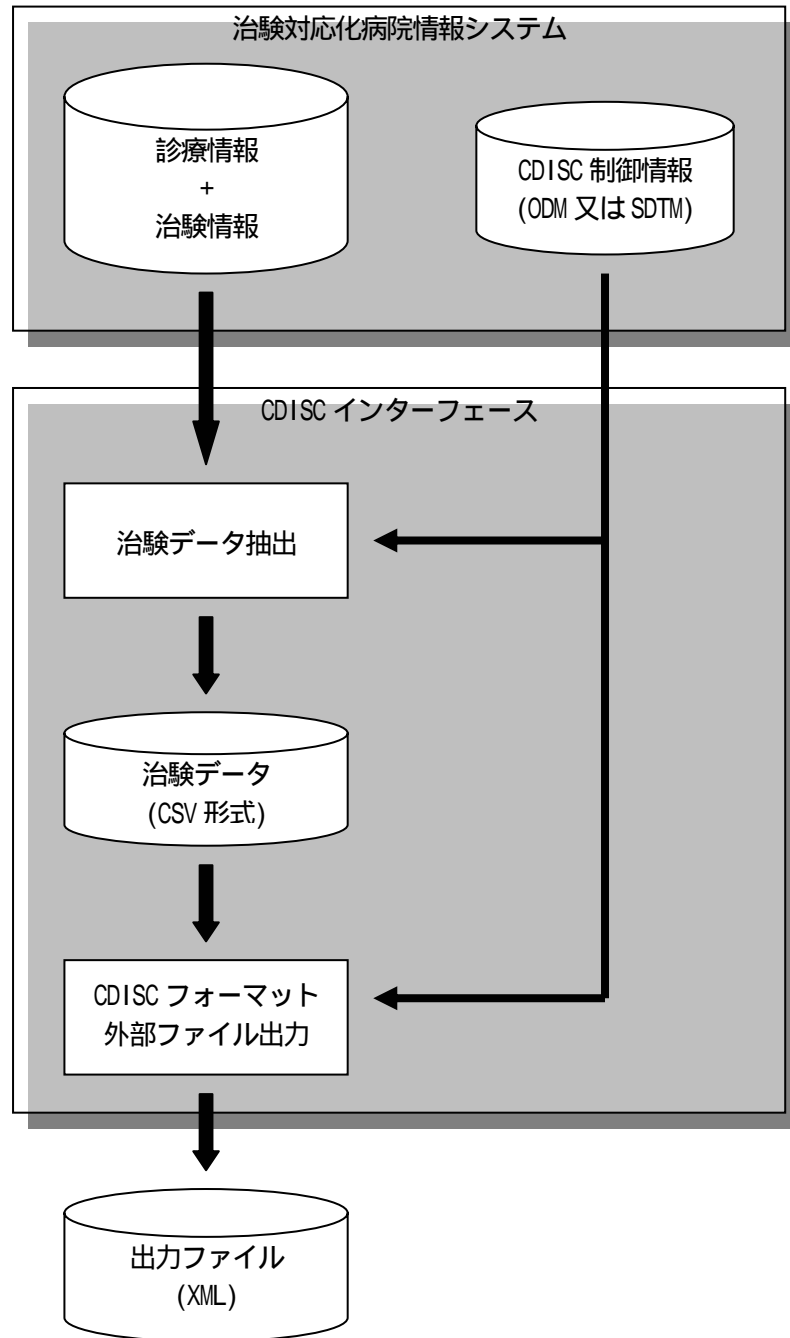 治験対応化病院情報システム
診療情報
+
治験情報
CDISC 制御情報
(ODM 又は SDTM)
CDISC インターフェース
治験データ抽出
治験データ
(CSV 形式)
CDISC フォーマット
外部ファイル出力
出力ファイル
(XML)